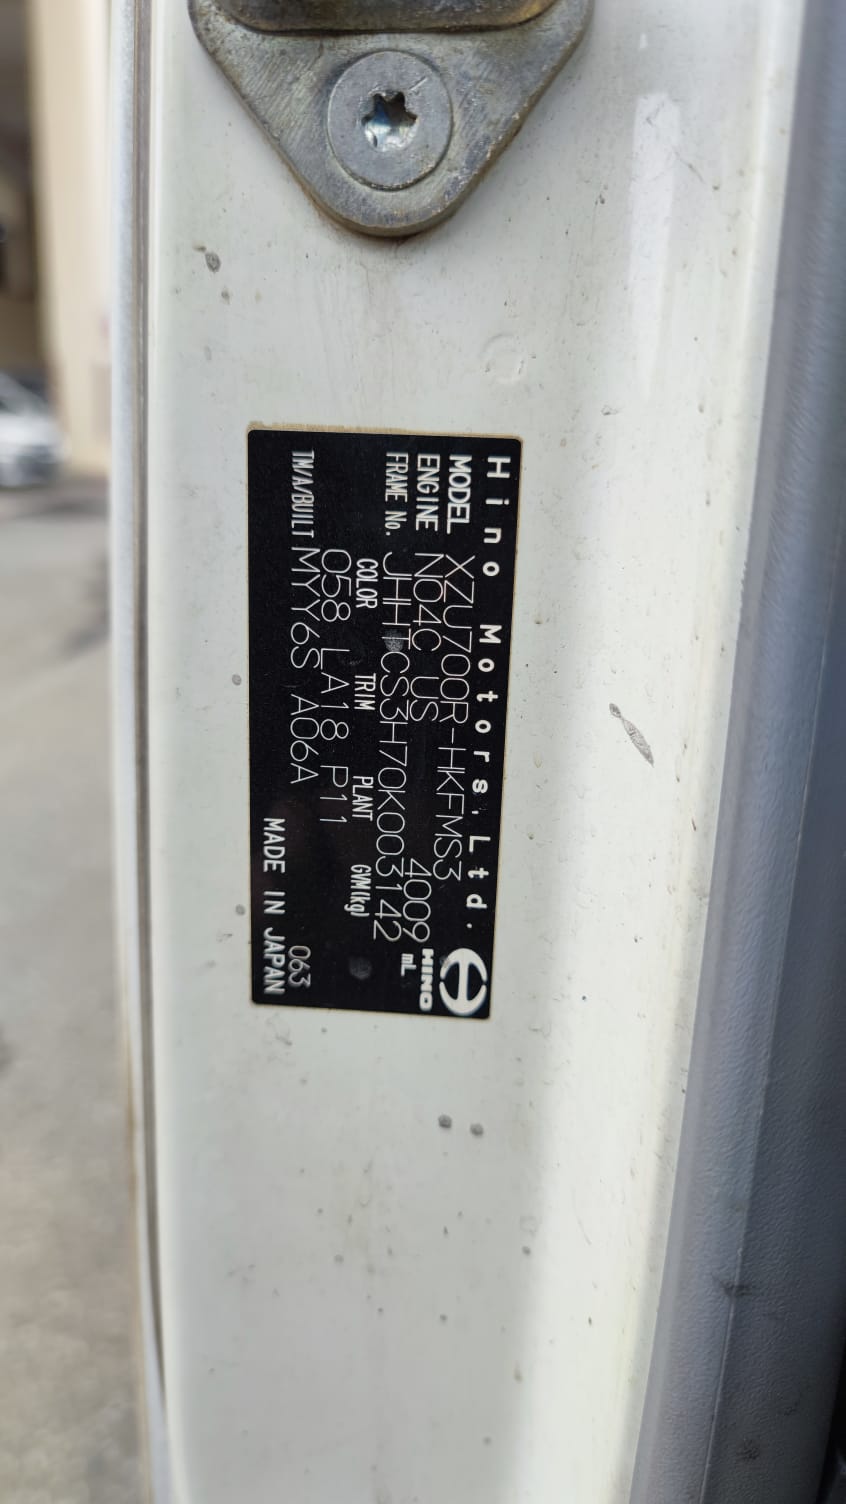 Hino Motors, Ltd.
MODEL XZU700R-HKFMS3
HINO
ENGINE N04C US 4009 mL
FRAME No. JHHTCS3H70K003142
COLOR TRIM PLANT GVM(kg)
058 LA18 P11
TM/A/BUILT MYY6S A06A 063
MADE IN JAPAN